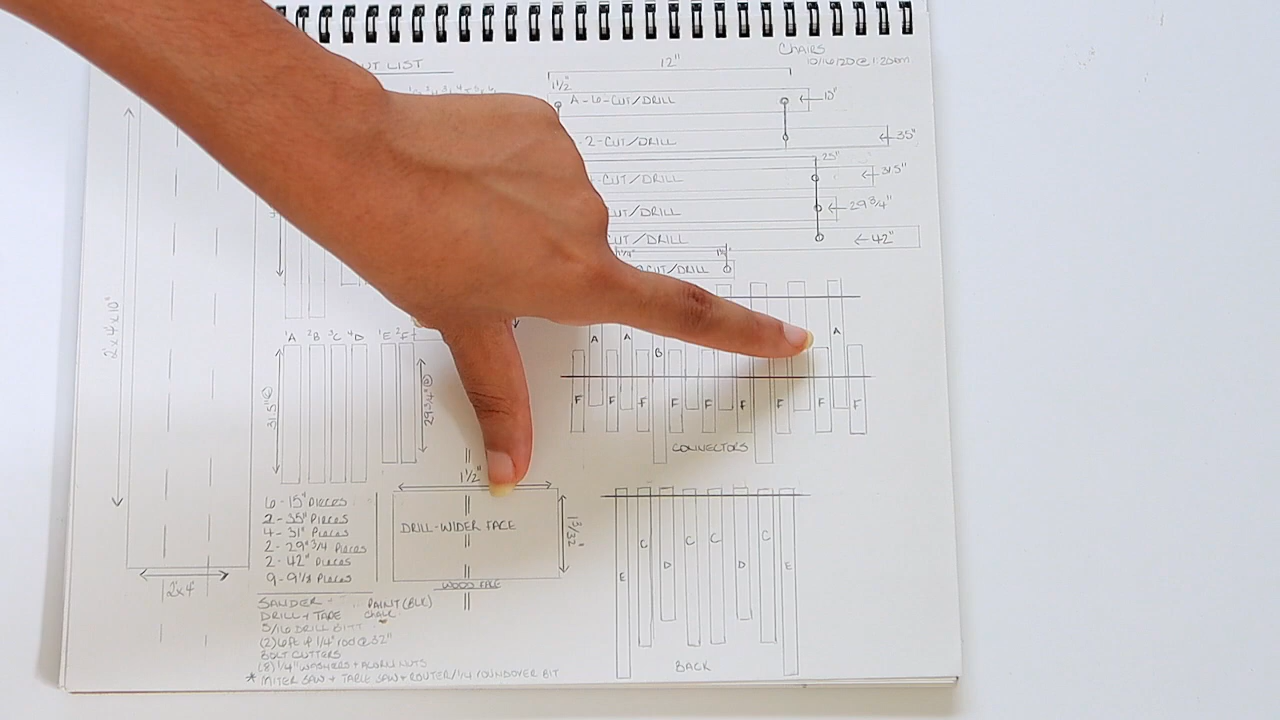 Chairs
10/16/20 @ 1:20am
UT LIST
12"
1 1/2"
A-6-CUT/DRILL
←10"
-2-CUT/DRILL
←35"
25"
-CUT/DRILL
←31.5"
CUT/DRILL
←29 3/4"
CUT/DRILL
←42"
CUT/DRILL
2"x4"x10"
1A 2B 3C 4D 1E 2F
31.5"
29 3/4"
A A B A
F F F F F F F F F
CONNECTORS
1 1/2"
DRILL-WIDER FACE
1 3/32"
WOOD FACE
2"x4"
6-15" PIECES
2-35" PIECES
4-31" PIECES
2-29" 3/4 PIECES
2-42" PIECES
9-9 1/8 PIECES
SANDER
PAINT (BLK)
DRILL + TAPE
CHALK
5/16 DRILL BITT
(2) 6ft of 1/4" rod @ 32"
BOLT CUTTERS
(8) 1/4" WASHERS + ACORN NUTS
* MITER SAW + TABLE SAW + ROUTER/1/4 ROUNDOVER BIT
E C D C C D C E
BACK